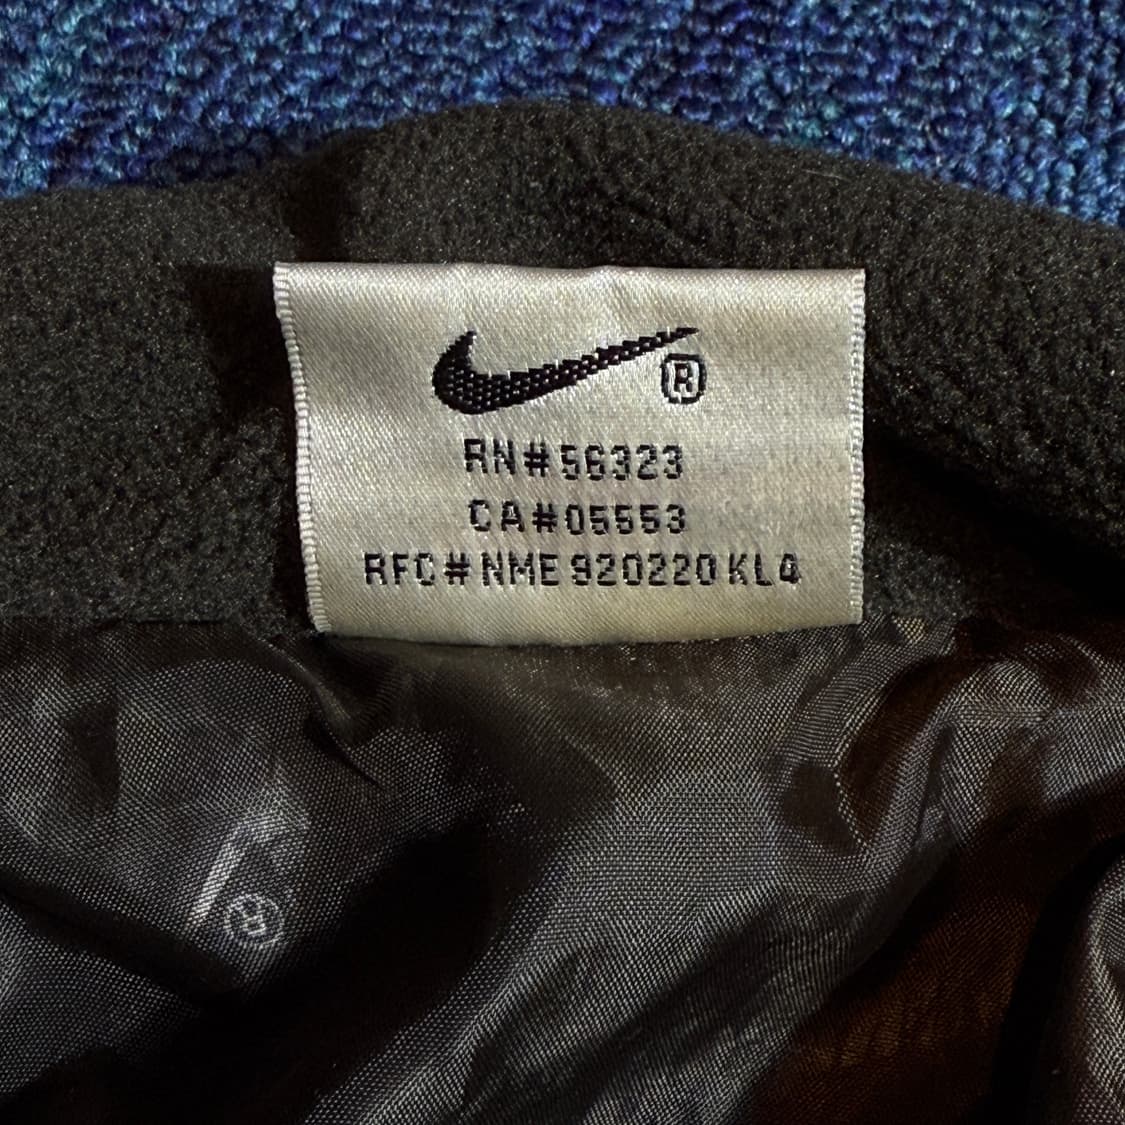 ®
RN#56323
CA#05553
RFC# NME 920220 KL4
®